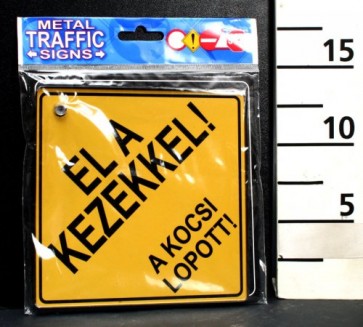 METAL
TRAFFIC
SIGNS
EL A
KEZEKKEL!
A KOCSI
LOPOTT!
15
10
5